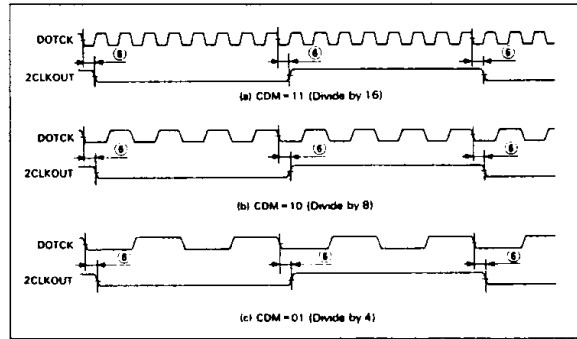 DOTCK
⑥ ⑥ ⑥
2CLKOUT
(a) CDM = 11 (Divide by 16)
DOTCK
⑥ ⑥ ⑥
2CLKOUT
(b) CDM = 10 (Divide by 8)
DOTCK
⑥ ⑥ ⑥
2CLKOUT
(c) CDM = 01 (Divide by 4)